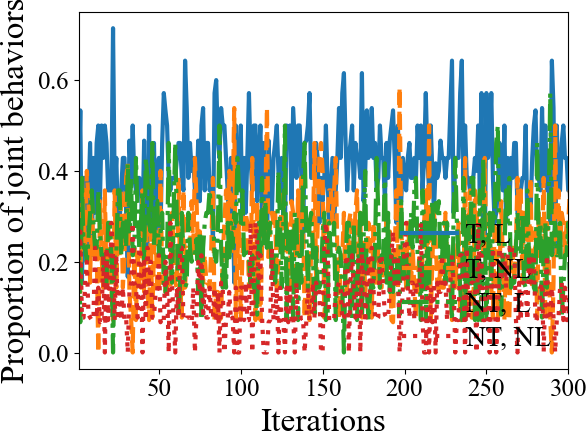 Proportion of joint behaviors
0.6
0.4
0.2
0.0
T, L
T, NL
NT, L
NT, NL
50
100
150
200
250
300
Iterations